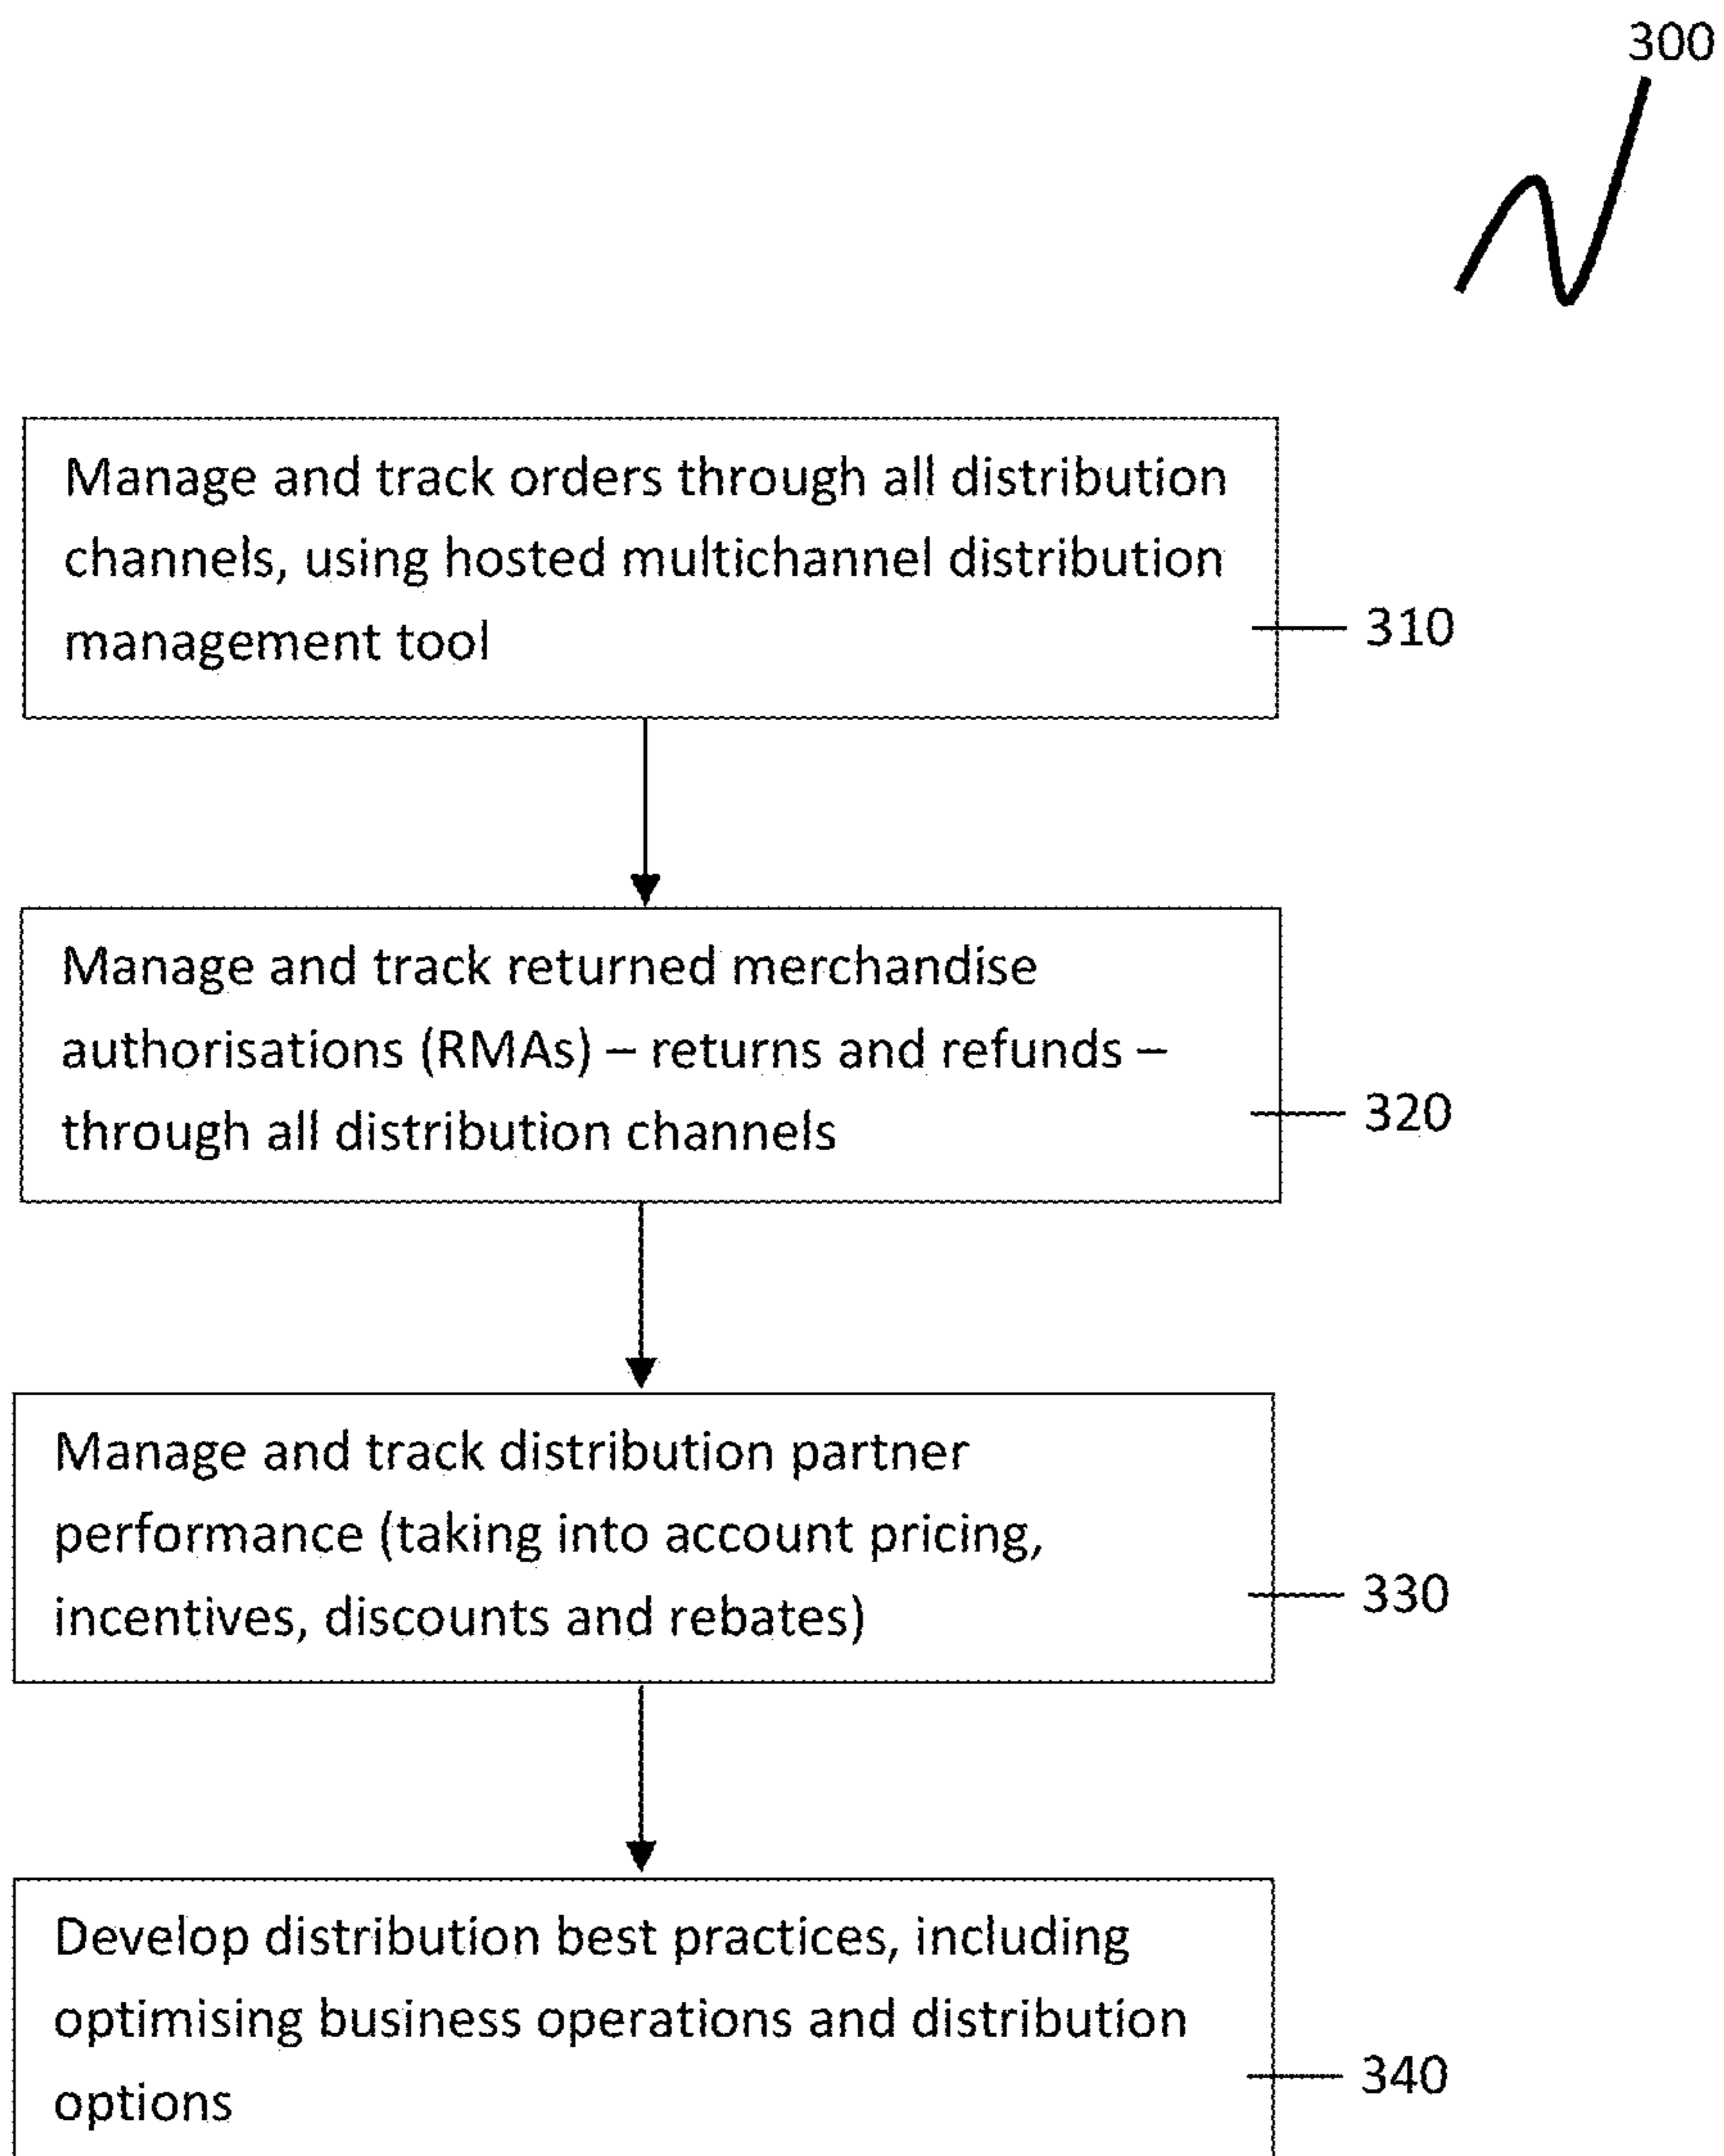 300
Manage and track orders through all distribution
channels, using hosted multichannel distribution
management tool
310
Manage and track returned merchandise
authorisations (RMAs) – returns and refunds –
through all distribution channels
320
Manage and track distribution partner
performance (taking into account pricing,
incentives, discounts and rebates)
330
Develop distribution best practices, including
optimising business operations and distribution
options
340